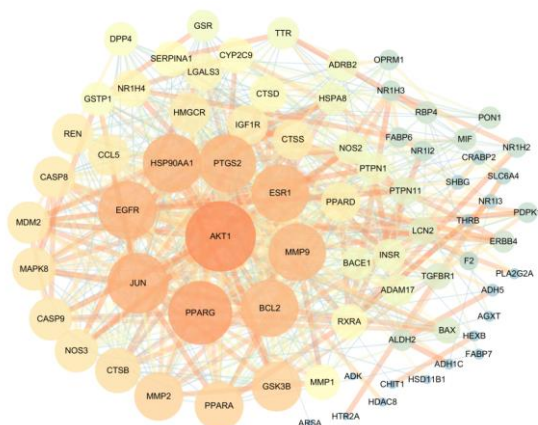 GSR
DPP4
TTR
SERPINA1
CYP2C9
ADRB2
OPRM1
LGALS3
NR1H4
CTSD
HSPA8
NR1H3
GSTP1
RBP4
PON1
HMGCR
IGF1R
FABP6
MIF
REN
CCL5
CTSS
NOS2
NR1I2
NR1H2
CRABP2
HSP90AA1
PTGS2
PTPN1
SLC6A4
CASP8
ESR1
PTPN11
SHBG
NR1I3
PPARD
EGFR
PDPK
MDM2
THRB
LCN2
AKT1
ERBB4
MMP9
INSR
F2
BACE1
MAPK8
PLA2G2A
JUN
TGFBR1
ADAM17
ADH5
PPARG
BCL2
CASP9
RXRA
BAX
AGXT
NOS3
ALDH2
HEXB
FABP7
CTSB
ADH1C
GSK3B
MMP1
ADK
HSD11B1
MMP2
CHIT1
PPARA
HDAC8
HTR2A
ARSA